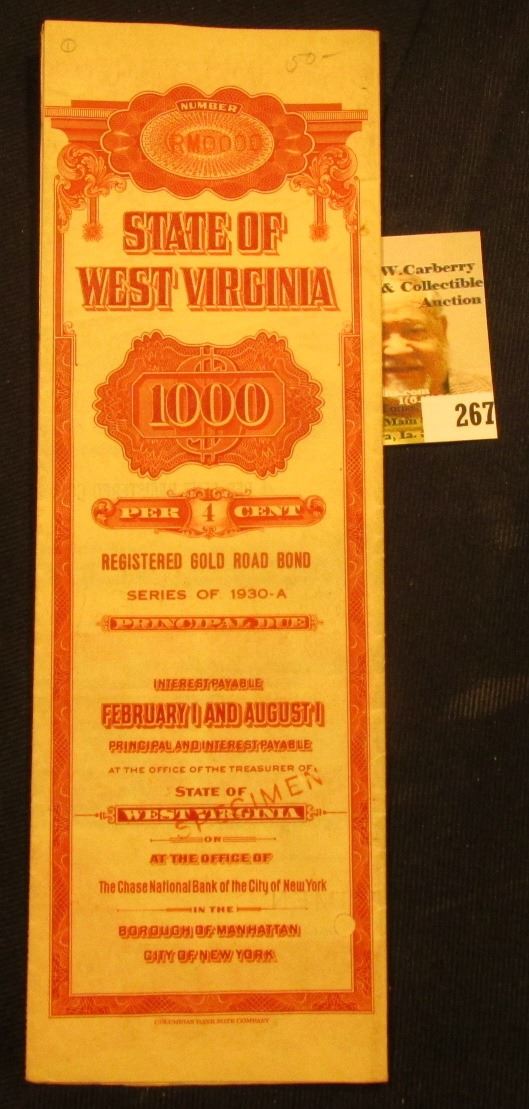 ①
50-
NUMBER
RM0000
STATE OF
WEST VIRGINIA
1000
PER 4 CENT
REGISTERED GOLD ROAD BOND
SERIES OF 1930-A
PRINCIPAL DUE
INTEREST PAYABLE
FEBRUARY 1 AND AUGUST 1
PRINCIPAL AND INTEREST PAYABLE
AT THE OFFICE OF THE TREASURER OF
STATE OF
WEST VIRGINIA
SPECIMEN
OR
AT THE OFFICE OF
The Chase National Bank of the City of New York
IN THE
BOROUGH OF MANHATTAN
CITY OF NEW YORK
COLUMBIAN BANK NOTE COMPANY
W. Carberry
& Collectible
Auction
Main
Ia.
267